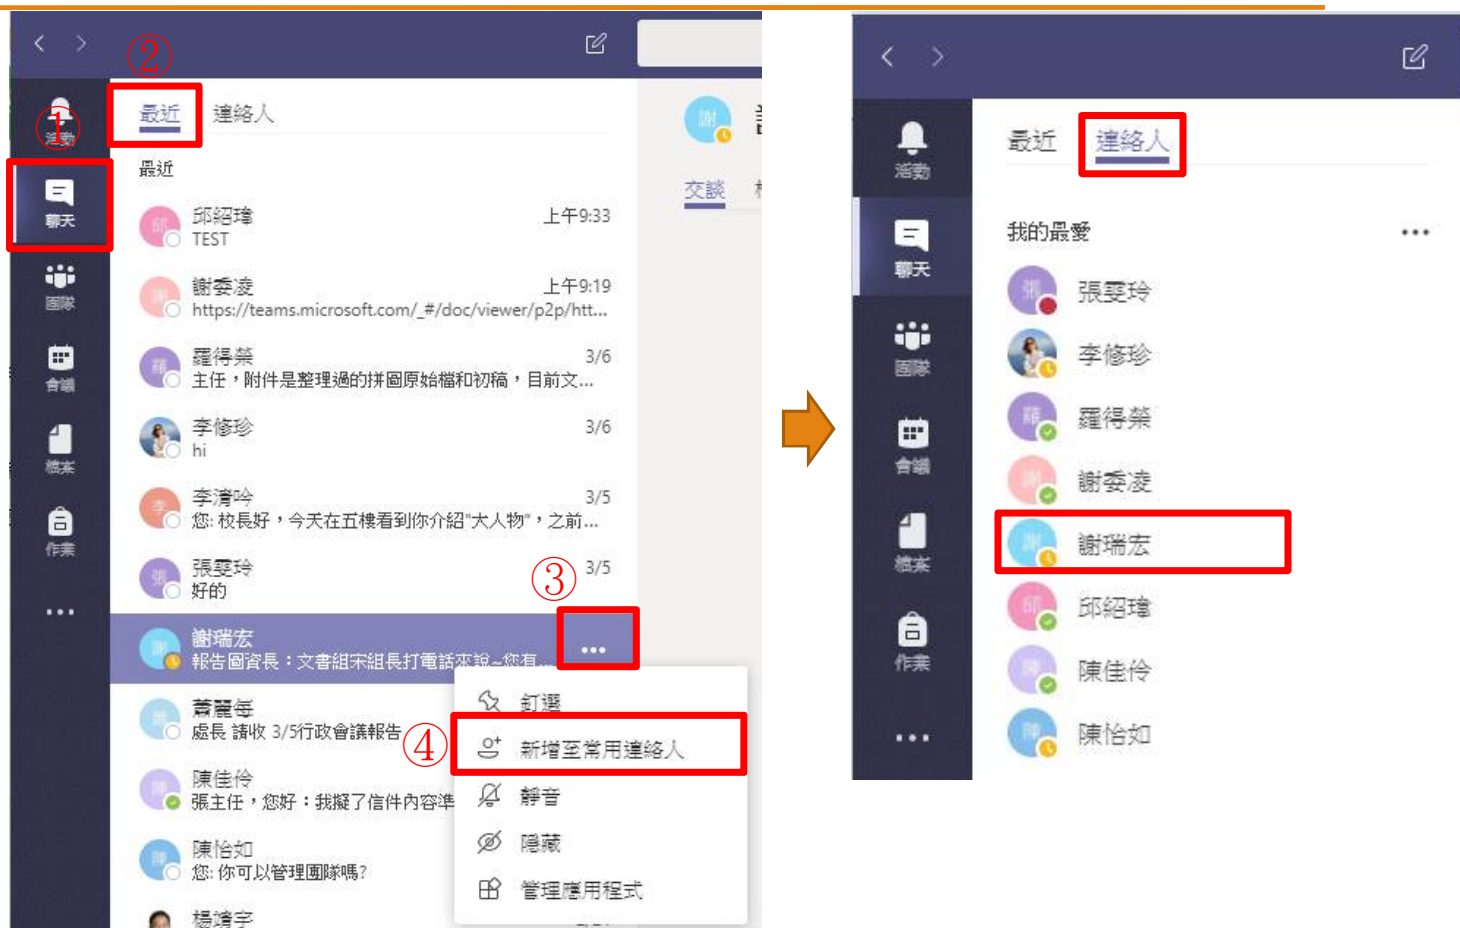 ②
①
活動
聊天
團隊
會議
檔案
作業
最近 連絡人
最近
邱紹瑋 上午9:33
TEST
謝委凌 上午9:19
https://teams.microsoft.com/_#/doc/viewer/p2p/htt...
羅得榮 3/6
主任，附件是整理過的拼圖原始檔和初稿，目前文...
李修珍 3/6
hi
李清吟 3/5
您: 校長好，今天在五樓看到你介紹"大人物"，之前...
張雯玲 3/5
好的
③
謝瑞宏
報告圖資長：文書組宋組長打電話來說~您有...
蕭麗每
處長 請收 3/5行政會議報告
陳佳伶
張主任，您好：我擬了信件內容準
陳怡如
您: 你可以管理團隊嗎?
楊靖宇
釘選
④
新增至常用連絡人
靜音
隱藏
管理應用程式
謝
交談
活動
聊天
團隊
會議
檔案
作業
最近 連絡人
我的最愛
張雯玲
李修珍
羅得榮
謝委凌
謝瑞宏
邱紹瑋
陳佳伶
陳怡如